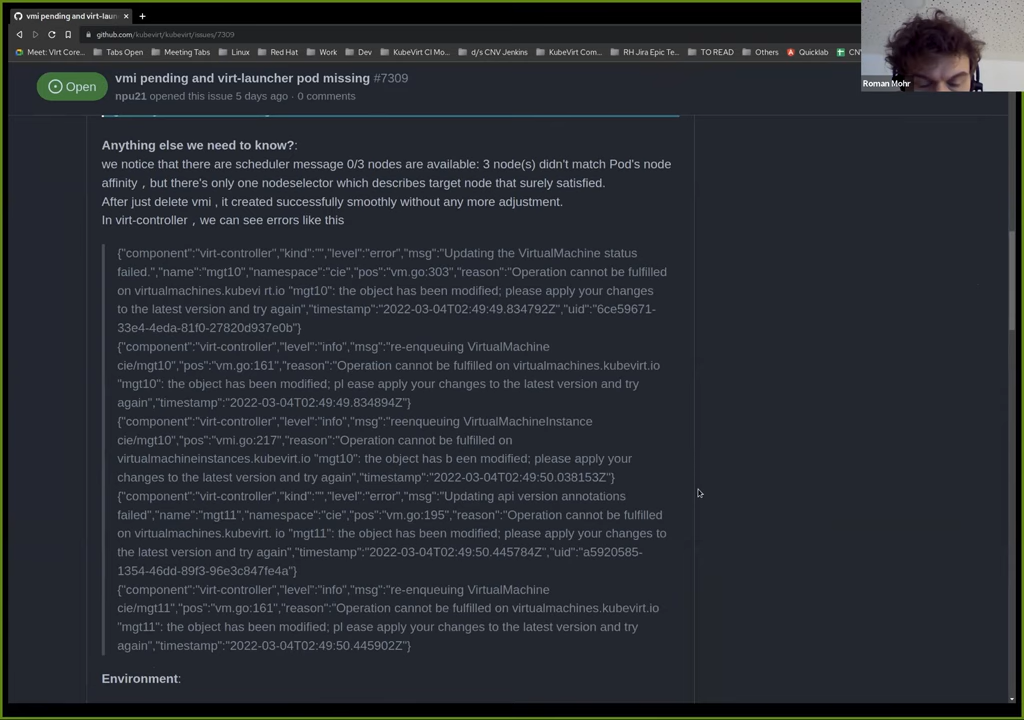 vmi pending and virt-laun
github.com/kubevirt/kubevirt/issues/7309
Meet: VIrt Core... Tabs Open Meeting Tabs Linux Red Hat Work Dev KubeVirt CI Mo... d/s CNV Jenkins KubeVirt Com... RH Jira Epic Te... TO READ Others Quicklab CN
Roman Mohr
Open
vmi pending and virt-launcher pod missing #7309
npu21 opened this issue 5 days ago · 0 comments
Anything else we need to know?:
we notice that there are scheduler message 0/3 nodes are available: 3 node(s) didn't match Pod's node
affinity，but there's only one nodeselector which describes target node that surely satisfied.
After just delete vmi , it created successfully smoothly without any more adjustment.
In virt-controller，we can see errors like this
{"component":"virt-controller","kind":"","level":"error","msg":"Updating the VirtualMachine status
failed.","name":"mgt10","namespace":"cie","pos":"vm.go:303","reason":"Operation cannot be fulfilled
on virtualmachines.kubevi rt.io "mgt10": the object has been modified; please apply your changes
to the latest version and try again","timestamp":"2022-03-04T02:49:49.834792Z","uid":"6ce59671-
33e4-4eda-81f0-27820d937e0b"}
{"component":"virt-controller","level":"info","msg":"re-enqueuing VirtualMachine
cie/mgt10","pos":"vm.go:161","reason":"Operation cannot be fulfilled on virtualmachines.kubevirt.io
"mgt10": the object has been modified; pl ease apply your changes to the latest version and try
again","timestamp":"2022-03-04T02:49:49.834894Z"}
{"component":"virt-controller","level":"info","msg":"reenqueuing VirtualMachineInstance
cie/mgt10","pos":"vmi.go:217","reason":"Operation cannot be fulfilled on
virtualmachineinstances.kubevirt.io "mgt10": the object has b een modified; please apply your
changes to the latest version and try again","timestamp":"2022-03-04T02:49:50.038153Z"}
{"component":"virt-controller","kind":"","level":"error","msg":"Updating api version annotations
failed","name":"mgt11","namespace":"cie","pos":"vm.go:195","reason":"Operation cannot be fulfilled
on virtualmachines.kubevirt. io "mgt11": the object has been modified; please apply your changes to
the latest version and try again","timestamp":"2022-03-04T02:49:50.445784Z","uid":"a5920585-
1354-46dd-89f3-96e3c847fe4a"}
{"component":"virt-controller","level":"info","msg":"re-enqueuing VirtualMachine
cie/mgt11","pos":"vm.go:161","reason":"Operation cannot be fulfilled on virtualmachines.kubevirt.io
"mgt11": the object has been modified; pl ease apply your changes to the latest version and try
again","timestamp":"2022-03-04T02:49:50.445902Z"}
Environment: